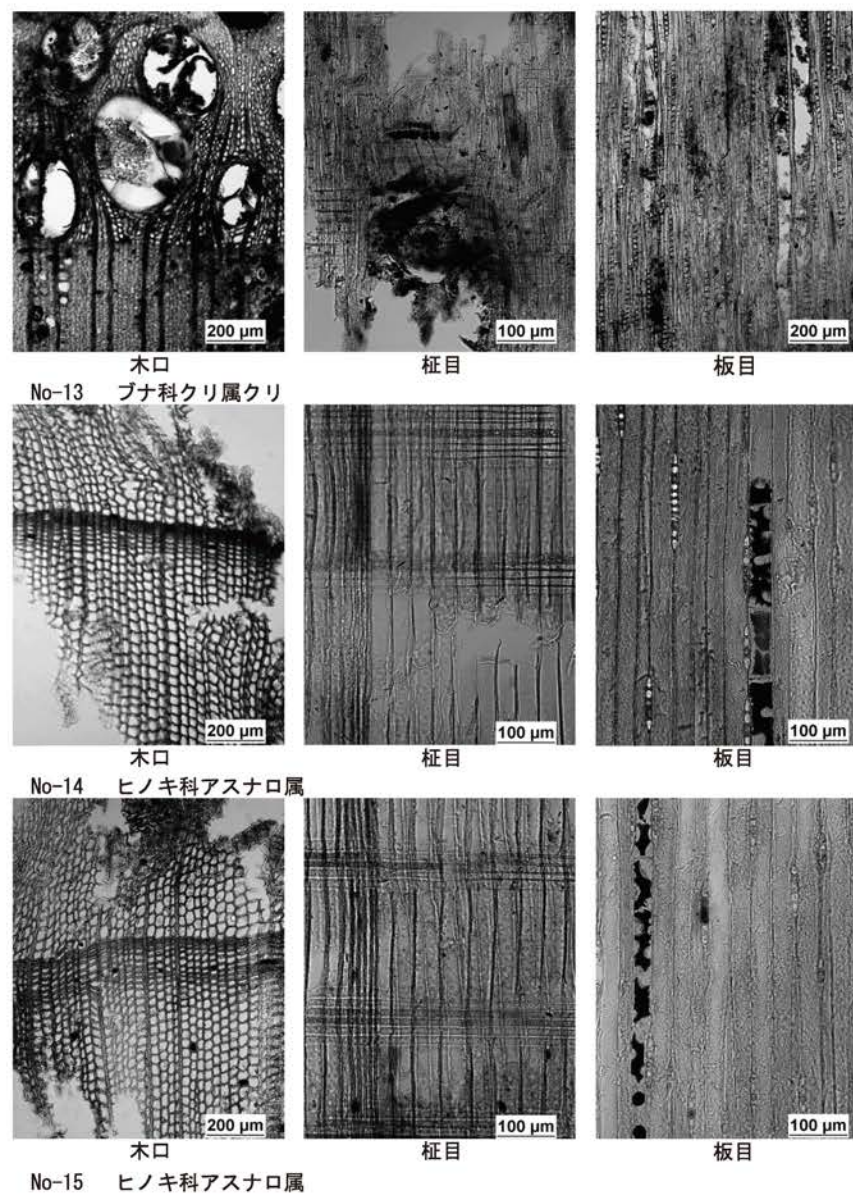 200 µm 100 µm 200 µm
木口 柾目 板目
No-13 ブナ科クリ属クリ
200 µm 100 µm 100 µm
木口 柾目 板目
No-14 ヒノキ科アスナロ属
200 µm 100 µm 100 µm
木口 柾目 板目
No-15 ヒノキ科アスナロ属